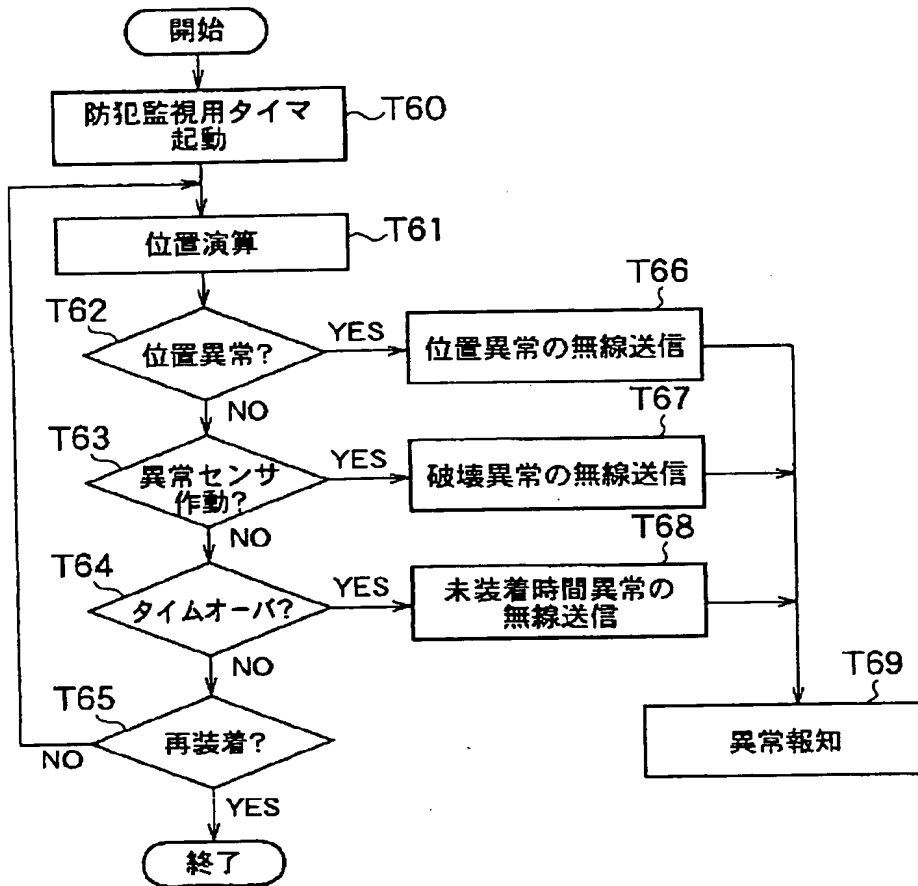 開始
防犯監視用タイマ
起動
T60
位置演算
T61
T62
位置異常?
YES
NO
T66
位置異常の無線送信
T63
異常センサ
作動?
YES
NO
T67
破壊異常の無線送信
T64
タイムオーバ?
YES
NO
T68
未装着時間異常の
無線送信
T65
再装着?
NO
YES
T69
異常報知
終了